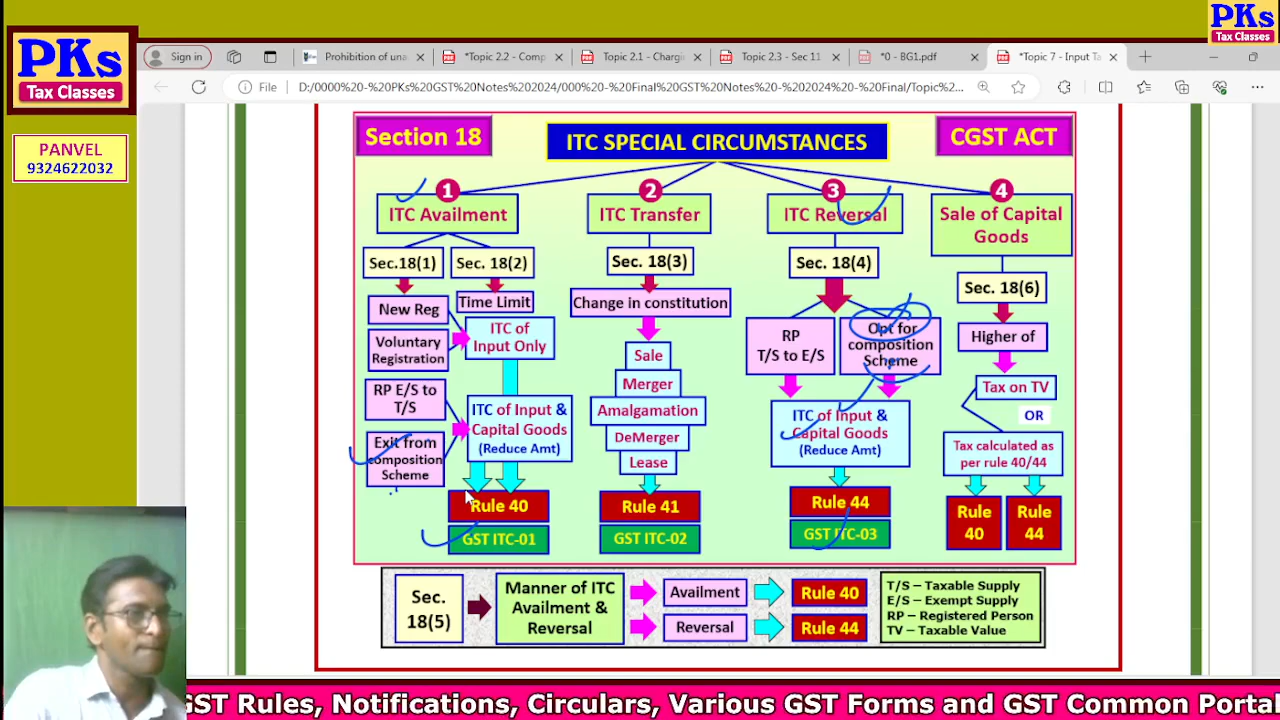 PKs
Tax Classes
PKs
Tax Classes
PANVEL
9324622032
Sign in
Prohibition of una
*Topic 2.2 - Comp
Topic 2.1 - Chargi
Topic 2.3 - Sec 11
*0 - BG1.pdf
*Topic 7 - Input Ta
File
D:/0000%20-%20PKs%20GST%20Notes%202024/000%20-%20Final%20GST%20Notes%20-%202024%20-%20Final/Topic%2...
Section 18
ITC SPECIAL CIRCUMSTANCES
CGST ACT
1
2
3
4
ITC Availment
ITC Transfer
ITC Reversal
Sale of Capital
Goods
Sec.18(1)
Sec. 18(2)
Sec. 18(3)
Sec. 18(4)
Sec. 18(6)
New Reg
Time Limit
Change in constitution
Voluntary
Registration
ITC of
Input Only
RP
T/S to E/S
Opt for
composition
Scheme
Higher of
Sale
Merger
Amalgamation
DeMerger
Lease
Tax on TV
OR
RP E/S to
T/S
ITC of Input &
Capital Goods
(Reduce Amt)
ITC of Input &
Capital Goods
(Reduce Amt)
Tax calculated as
per rule 40/44
Exit from
composition
Scheme
Rule 40
GST ITC-01
Rule 41
GST ITC-02
Rule 44
GST ITC-03
Rule
40
Rule
44
Sec.
18(5)
Manner of ITC
Availment &
Reversal
Availment
Rule 40
Reversal
Rule 44
T/S – Taxable Supply
E/S – Exempt Supply
RP – Registered Person
TV – Taxable Value
GST Rules, Notifications, Circulars, Various GST Forms and GST Common Portal